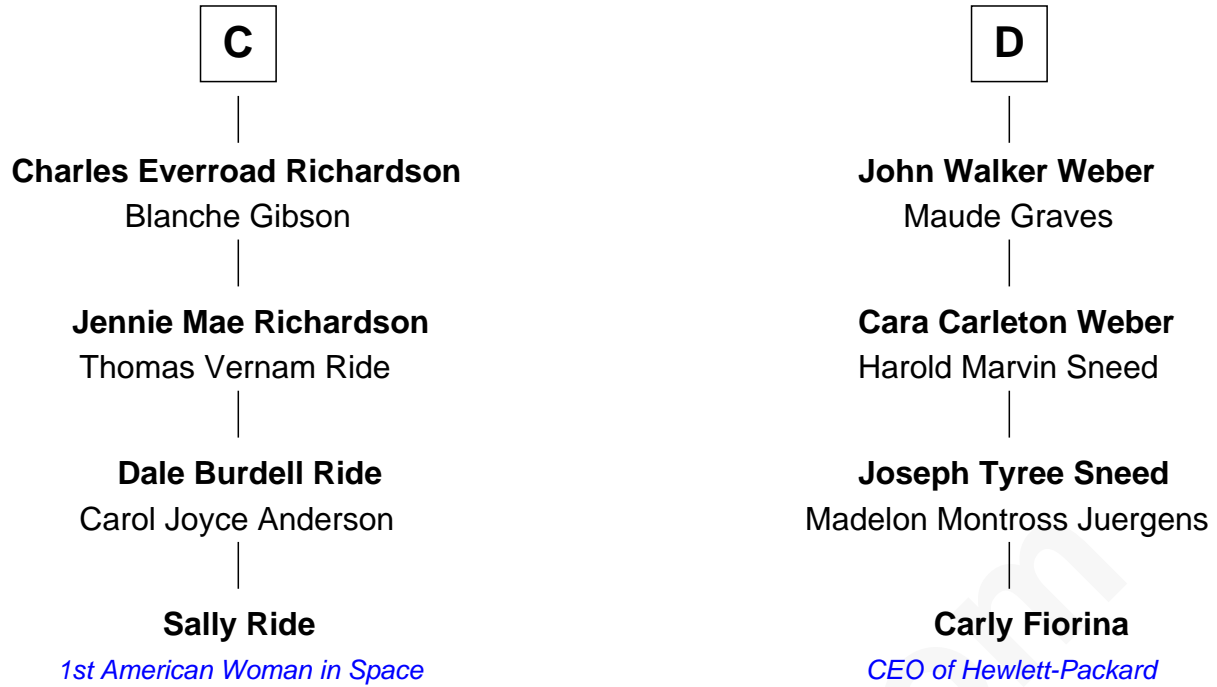 C
D
Charles Everroad Richardson
Blanche Gibson
John Walker Weber
Maude Graves
Jennie Mae Richardson
Thomas Vernam Ride
Cara Carleton Weber
Harold Marvin Sneed
Dale Burdell Ride
Carol Joyce Anderson
Joseph Tyree Sneed
Madelon Montross Juergens
Sally Ride
1st American Woman in Space
Carly Fiorina
CEO of Hewlett-Packard